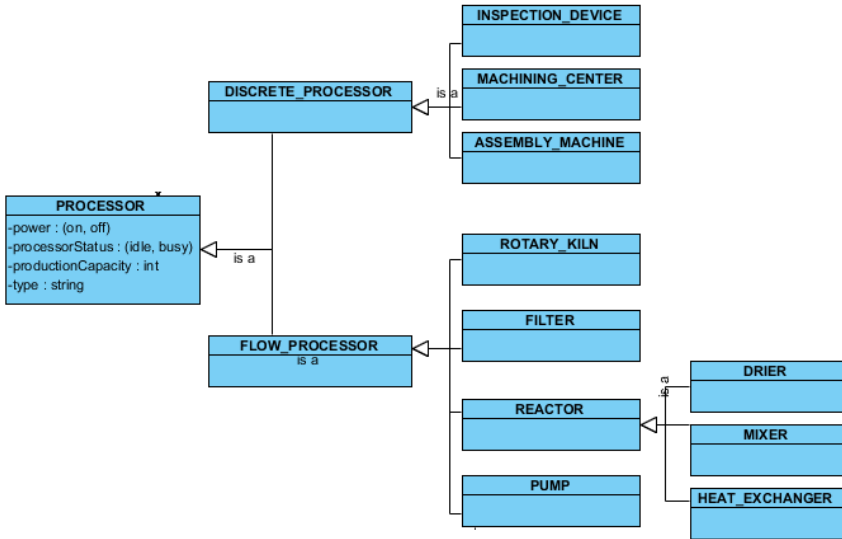 INSPECTION_DEVICE
MACHINING_CENTER
ASSEMBLY_MACHINE
is a
DISCRETE_PROCESSOR
PROCESSOR
-power : (on, off)
-processorStatus : (idle, busy)
-productionCapacity : int
-type : string
is a
FLOW_PROCESSOR
is a
ROTARY_KILN
FILTER
REACTOR
PUMP
is a
DRIER
MIXER
HEAT_EXCHANGER